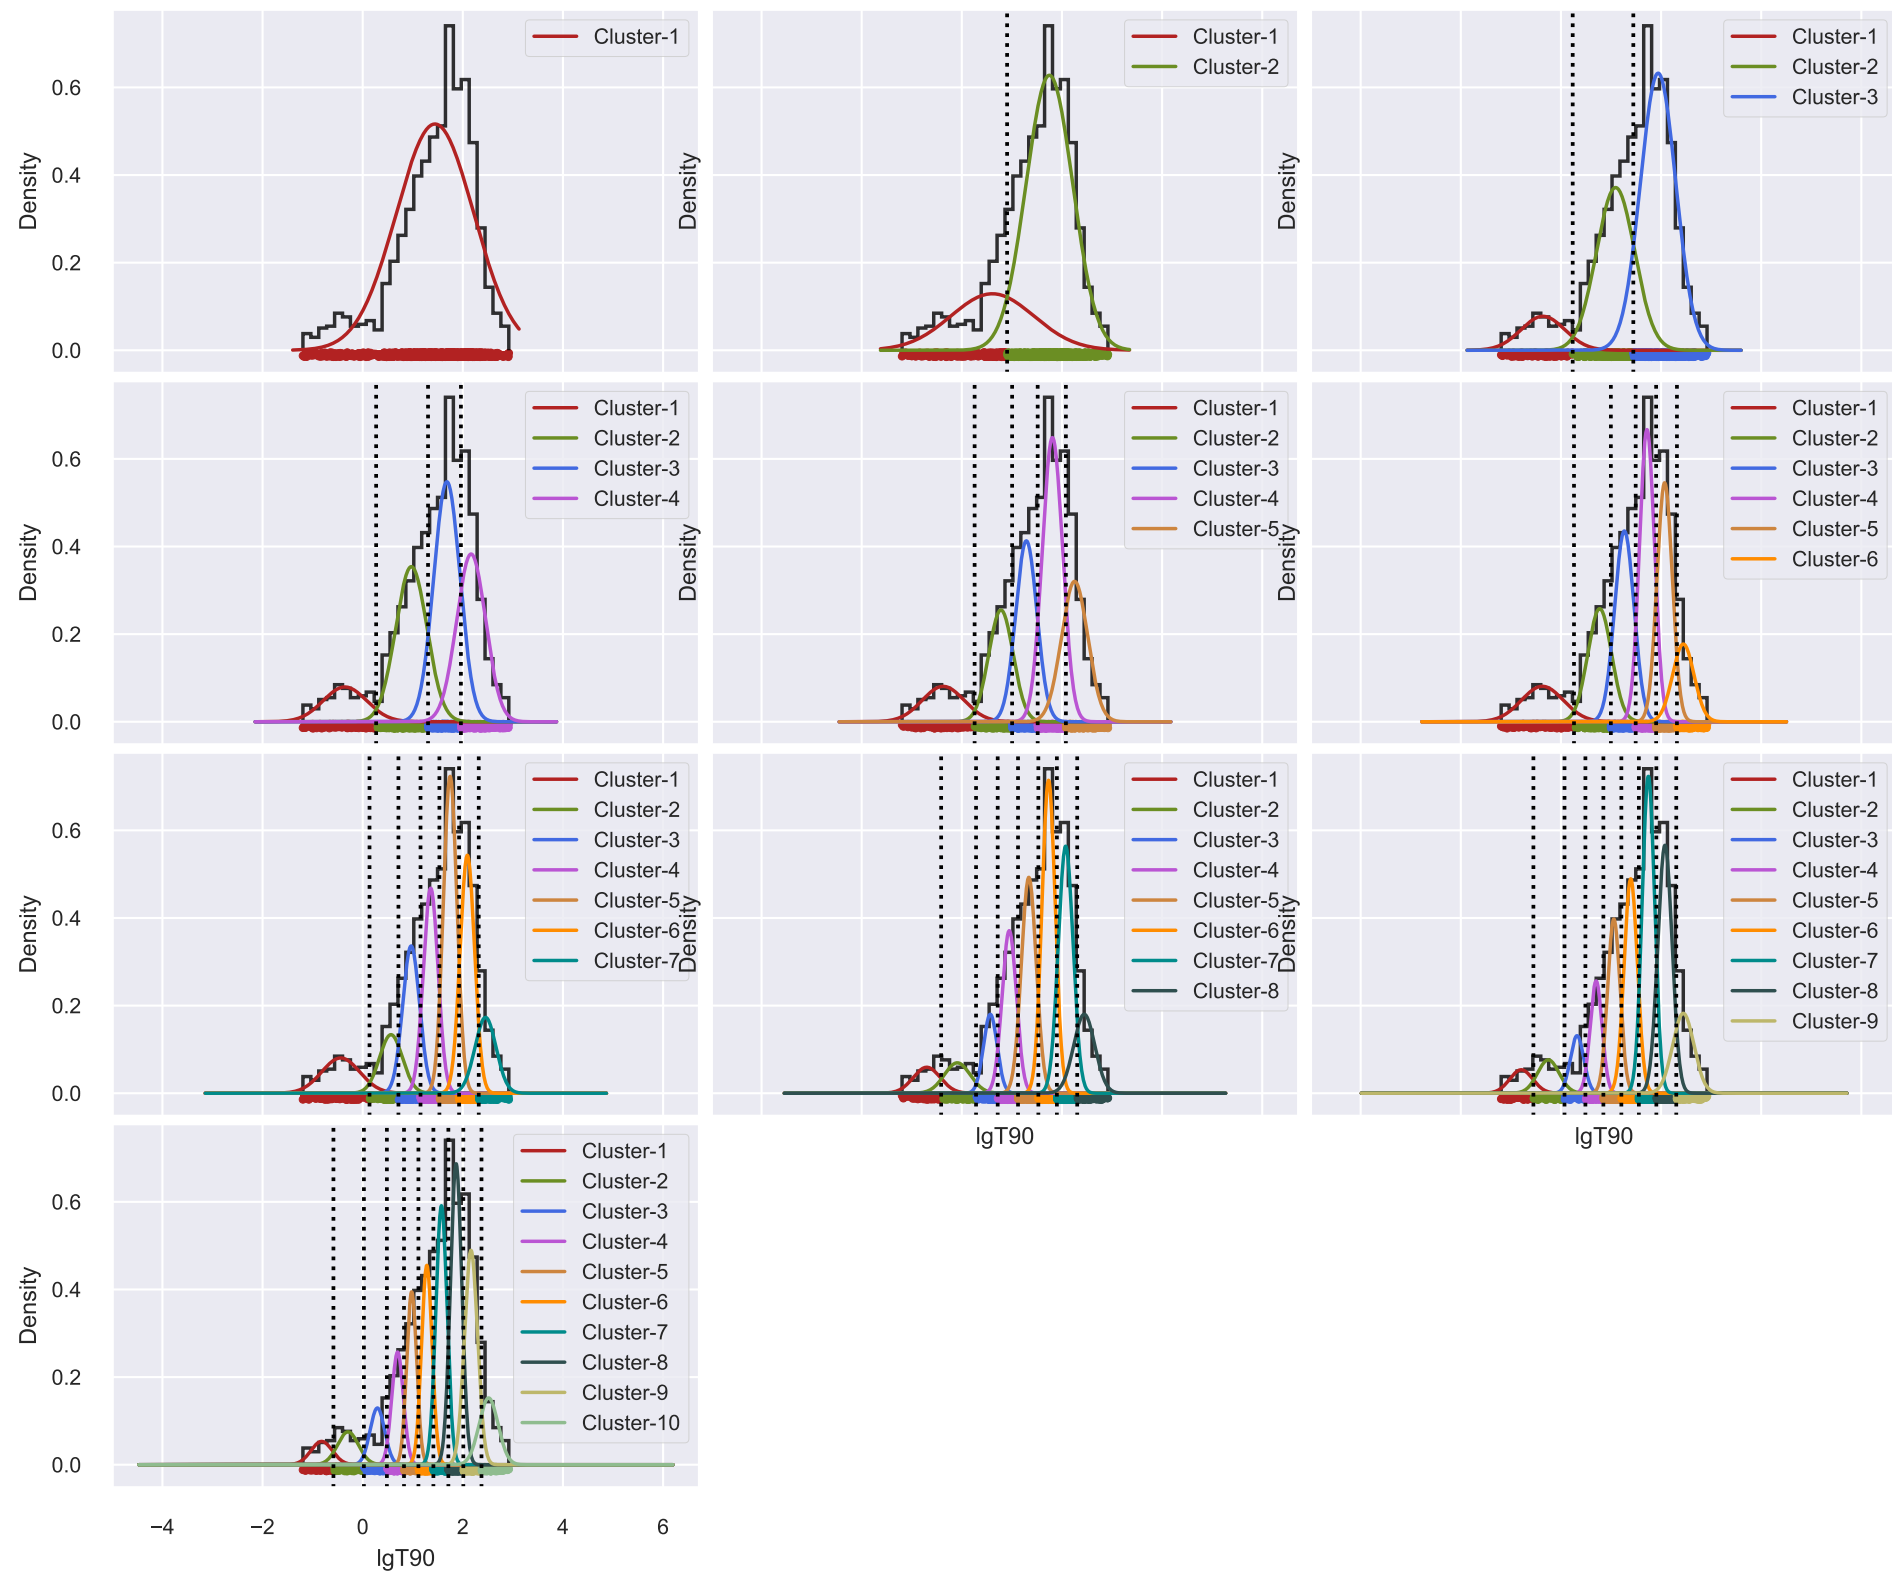 Density
0.6
0.4
0.2
0.0
Cluster-1
Density
Cluster-1
Cluster-2
Density
Cluster-1
Cluster-2
Cluster-3
Density
0.6
0.4
0.2
0.0
Cluster-1
Cluster-2
Cluster-3
Cluster-4
Density
Cluster-1
Cluster-2
Cluster-3
Cluster-4
Cluster-5
Density
Cluster-1
Cluster-2
Cluster-3
Cluster-4
Cluster-5
Cluster-6
Density
0.6
0.4
0.2
0.0
Cluster-1
Cluster-2
Cluster-3
Cluster-4
Cluster-5
Cluster-6
Cluster-7
Density
Cluster-1
Cluster-2
Cluster-3
Cluster-4
Cluster-5
Cluster-6
Cluster-7
Cluster-8
lgT90
Density
Cluster-1
Cluster-2
Cluster-3
Cluster-4
Cluster-5
Cluster-6
Cluster-7
Cluster-8
Cluster-9
lgT90
Density
0.6
0.4
0.2
0.0
Cluster-1
Cluster-2
Cluster-3
Cluster-4
Cluster-5
Cluster-6
Cluster-7
Cluster-8
Cluster-9
Cluster-10
−4 −2 0 2 4 6
lgT90